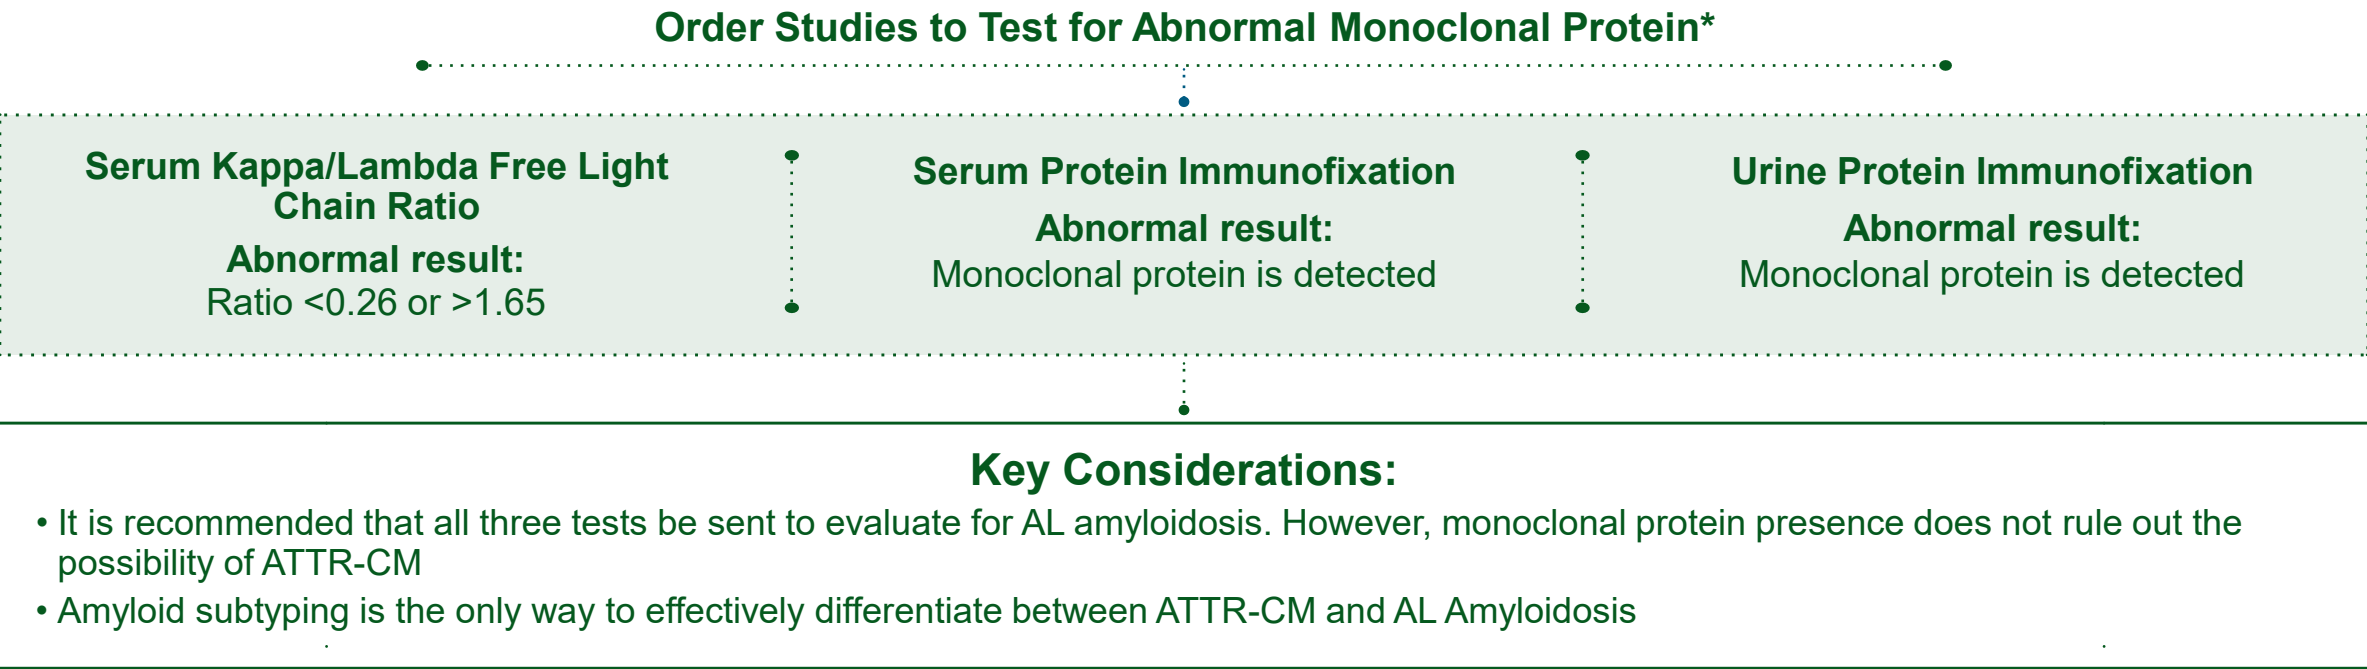 Order Studies to Test for Abnormal Monoclonal Protein*
Serum Kappa/Lambda Free Light
Chain Ratio
Abnormal result:
Ratio <0.26 or >1.65
Serum Protein Immunofixation
Abnormal result:
Monoclonal protein is detected
Urine Protein Immunofixation
Abnormal result:
Monoclonal protein is detected
Key Considerations:
• It is recommended that all three tests be sent to evaluate for AL amyloidosis. However, monoclonal protein presence does not rule out the
possibility of ATTR-CM
• Amyloid subtyping is the only way to effectively differentiate between ATTR-CM and AL Amyloidosis